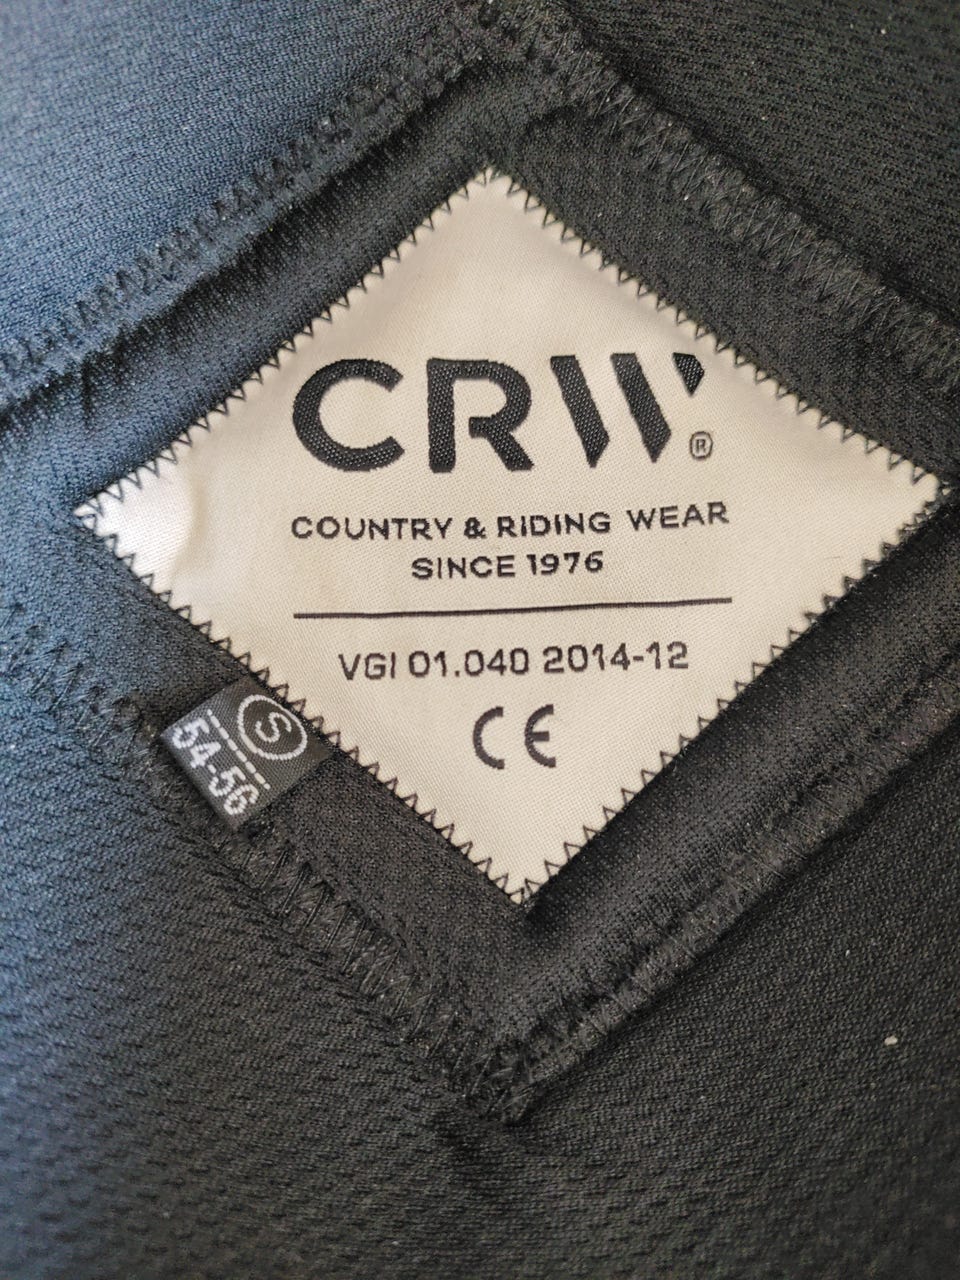 CRW®
COUNTRY & RIDING WEAR
SINCE 1976
VGI 01.040 2014-12
CE
S
54-56